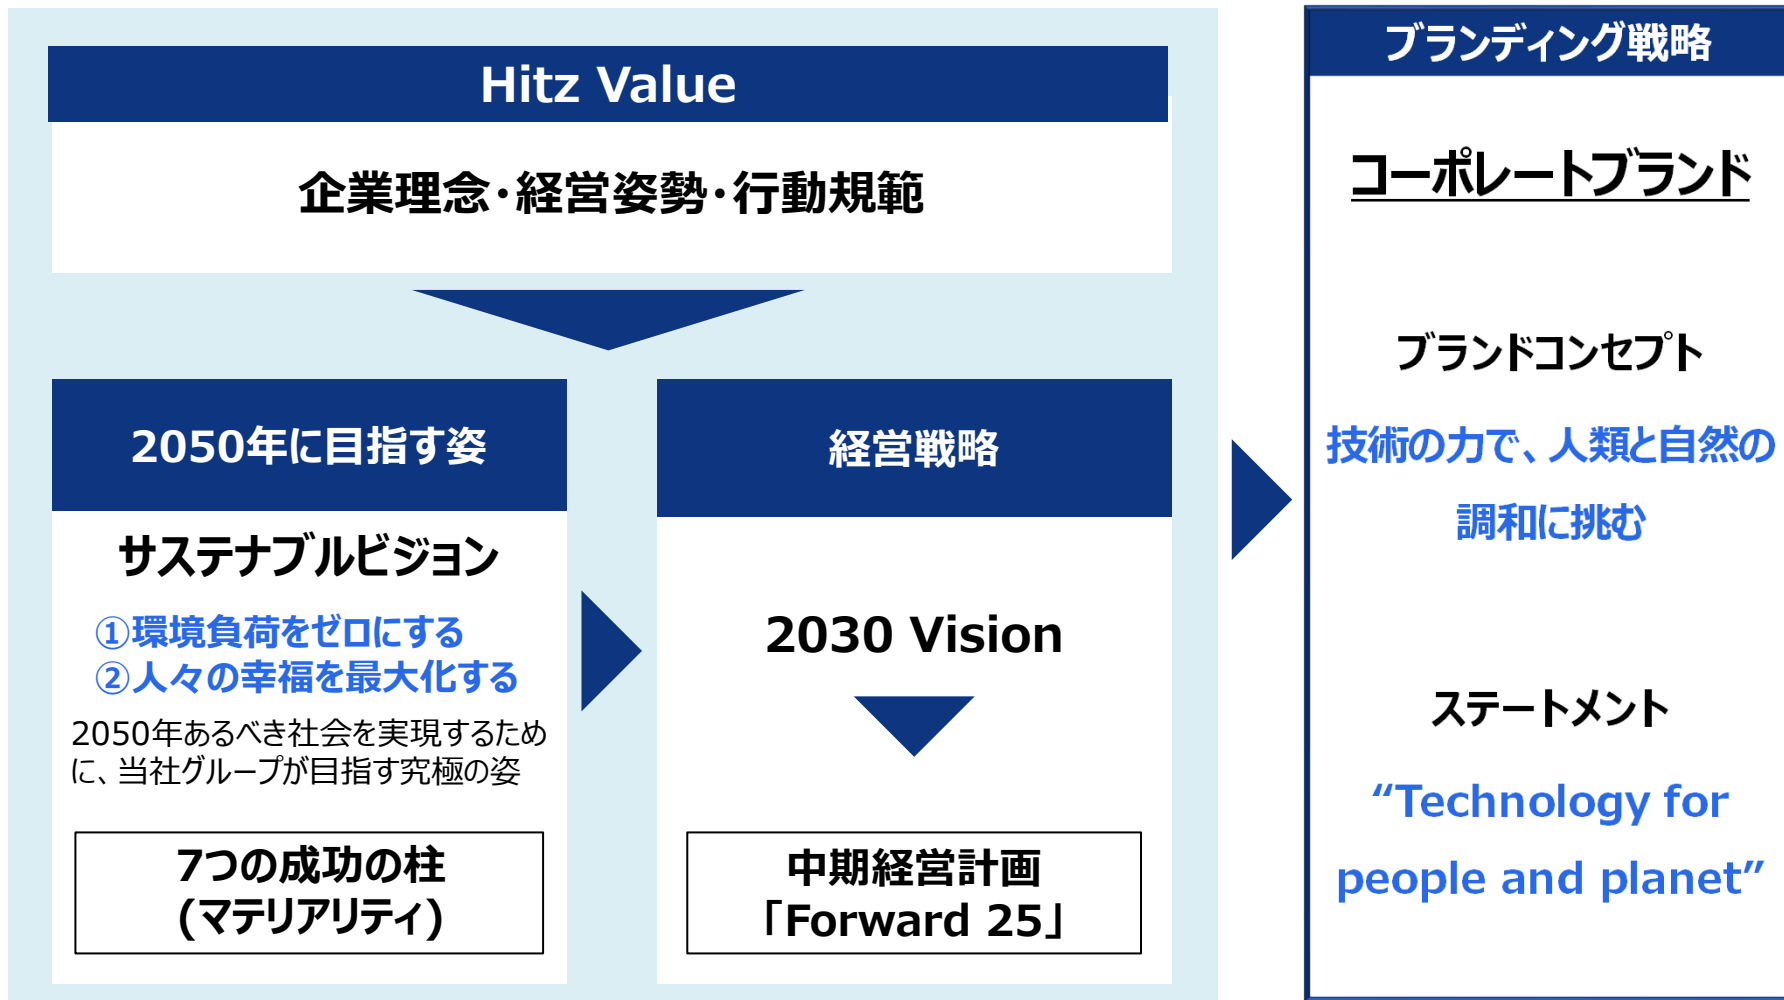 Hitz Value
企業理念・経営姿勢・行動規範
2050年に目指す姿
サステナブルビジョン
①環境負荷をゼロにする
②人々の幸福を最大化する
2050年あるべき社会を実現するため
に、当社グループが目指す究極の姿
7つの成功の柱
(マテリアリティ)
経営戦略
2030 Vision
中期経営計画
「Forward 25」
ブランディング戦略
コーポレートブランド
ブランドコンセプト
技術の力で、人類と自然の
調和に挑む
ステートメント
“Technology for
people and planet”